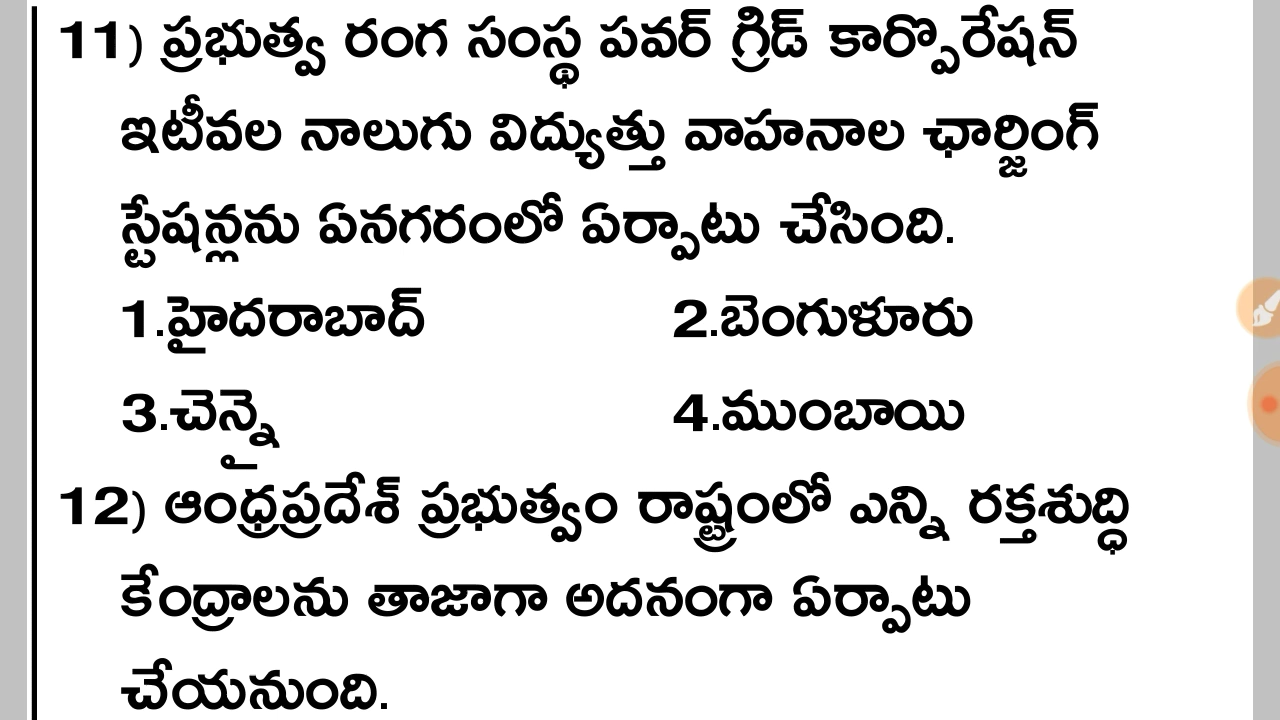 11) ప్రభుత్వ రంగ సంస్థ పవర్ గ్రిడ్ కార్పొరేషన్
ఇటీవల నాలుగు విద్యుత్తు వాహనాల ఛార్జింగ్
స్టేషన్లను ఏనగరంలో ఏర్పాటు చేసింది.
1.హైదరాబాద్ 2.బెంగుళూరు
3.చెన్నై 4.ముంబాయి
12) ఆంధ్రప్రదేశ్ ప్రభుత్వం రాష్ట్రంలో ఎన్ని రక్తశుద్ధి
కేంద్రాలను తాజాగా అదనంగా ఏర్పాటు
చేయనుంది.